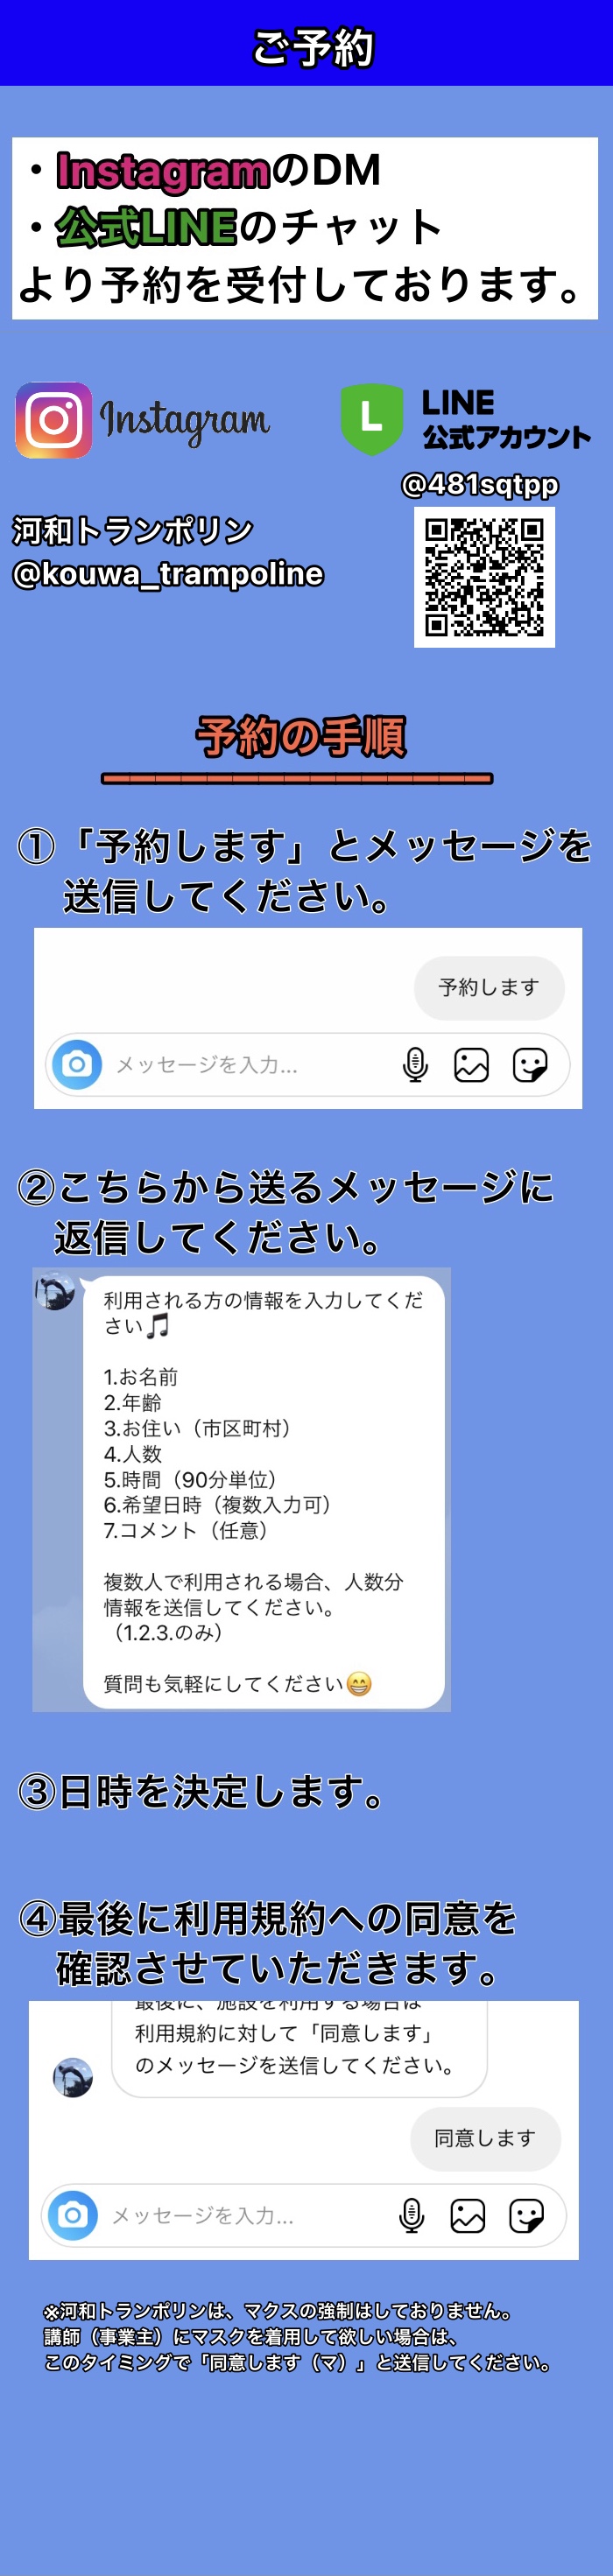 ご予約
・InstagramのDM
・公式LINEのチャット
より予約を受付しております。
Instagram
L LINE
公式アカウント
@481sqtpp
河和トランポリン
@kouwa_trampoline
予約の手順
①「予約します」とメッセージを
送信してください。
予約します
メッセージを入力...
②こちらから送るメッセージに
返信してください。
利用される方の情報を入力してくだ
さい🎵
1.お名前
2.年齢
3.お住い（市区町村）
4.人数
5.時間（90分単位）
6.希望日時（複数入力可）
7.コメント（任意）
複数人で利用される場合、人数分
情報を送信してください。
（1.2.3.のみ）
質問も気軽にしてください😁
③日時を決定します。
④最後に利用規約への同意を
確認させていただきます。
最後に、施設を利用する場合は
利用規約に対して「同意します」
のメッセージを送信してください。
同意します
メッセージを入力...
※河和トランポリンは、マクスの強制はしておりません。
講師（事業主）にマスクを着用して欲しい場合は、
このタイミングで「同意します（マ）」と送信してください。